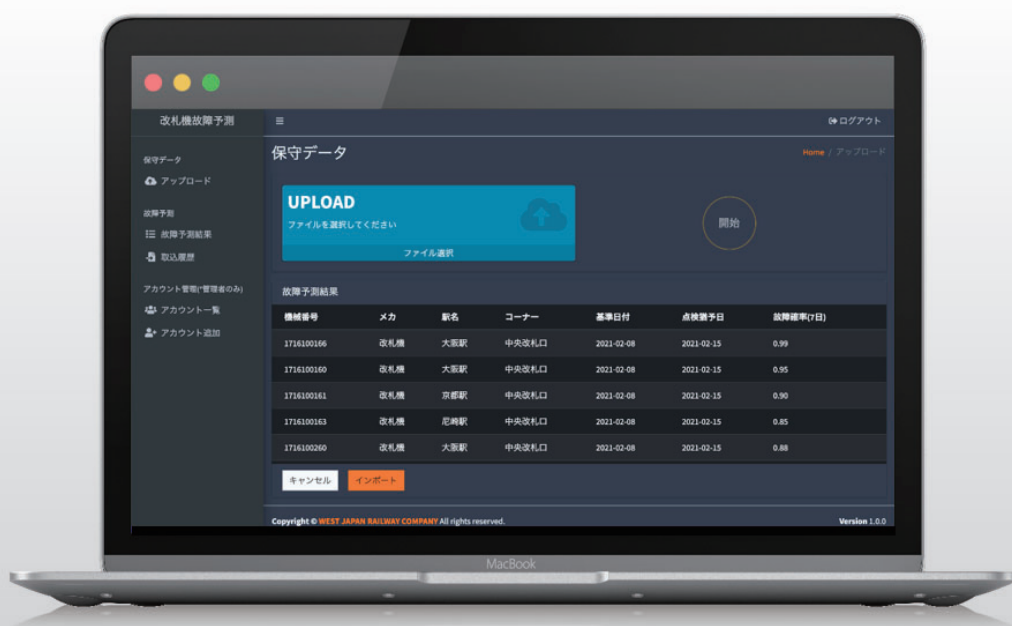 改札機故障予測
ログアウト
保守データ
Home / アップロード
保守データ
アップロード
故障予測
故障予測結果
取込履歴
アカウント管理(*管理者のみ)
アカウント一覧
アカウント追加
UPLOAD
ファイルを選択してください
ファイル選択
開始
故障予測結果
機械番号 メカ 駅名 コーナー 基準日付 点検猶予日 故障確率(7日)
1716100166 改札機 大阪駅 中央改札口 2021-02-08 2021-02-15 0.99
1716100160 改札機 大阪駅 中央改札口 2021-02-08 2021-02-15 0.95
1716100161 改札機 京都駅 中央改札口 2021-02-08 2021-02-15 0.90
1716100163 改札機 尼崎駅 中央改札口 2021-02-08 2021-02-15 0.85
1716100260 改札機 大阪駅 中央改札口 2021-02-08 2021-02-15 0.88
キャンセル インポート
Copyright © WEST JAPAN RAILWAY COMPANY All rights reserved.
Version 1.0.0
MacBook